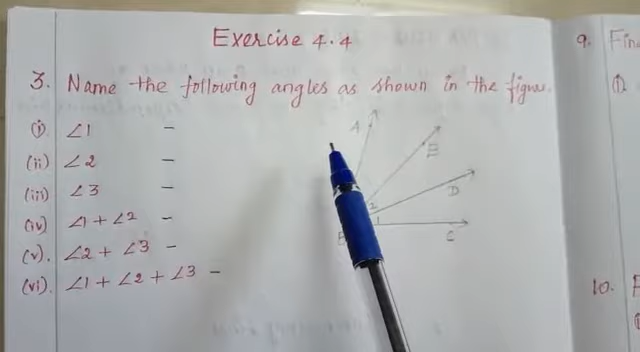 Exercise 4.4
3. Name the following angles as shown in the figure.
(i) ∠1 -
(ii) ∠2 -
(iii) ∠3 -
(iv) ∠1 + ∠2 -
(v). ∠2 + ∠3 -
(vi). ∠1 + ∠2 + ∠3 -
A
D
2
1
C
9.
10.